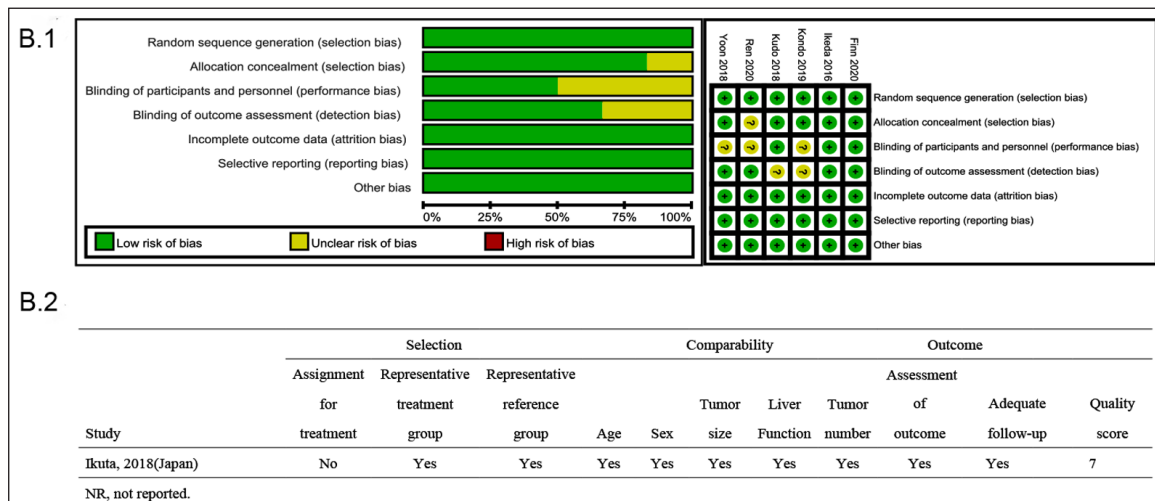 B.1
Random sequence generation (selection bias)
Allocation concealment (selection bias)
Blinding of participants and personnel (performance bias)
Blinding of outcome assessment (detection bias)
Incomplete outcome data (attrition bias)
Selective reporting (reporting bias)
Other bias
0% 25% 50% 75% 100%
Low risk of bias Unclear risk of bias High risk of bias
Yoon 2018 Ren 2020 Kudo 2018 Kondo 2019 Ikeda 2016 Finn 2020
+ + + + + + Random sequence generation (selection bias)
+ ? + + + + Allocation concealment (selection bias)
? ? + ? + + Blinding of participants and personnel (performance bias)
+ + ? ? + + Blinding of outcome assessment (detection bias)
+ + + + + + Incomplete outcome data (attrition bias)
+ + + + + + Selective reporting (reporting bias)
+ + + + + + Other bias
B.2
Selection Comparability Outcome
Assignment Representative Representative Assessment
for treatment reference Tumor Liver Tumor of Adequate Quality
Study treatment group group Age Sex size Function number outcome follow-up score
Ikuta, 2018(Japan) No Yes Yes Yes Yes Yes Yes Yes Yes Yes 7
NR, not reported.